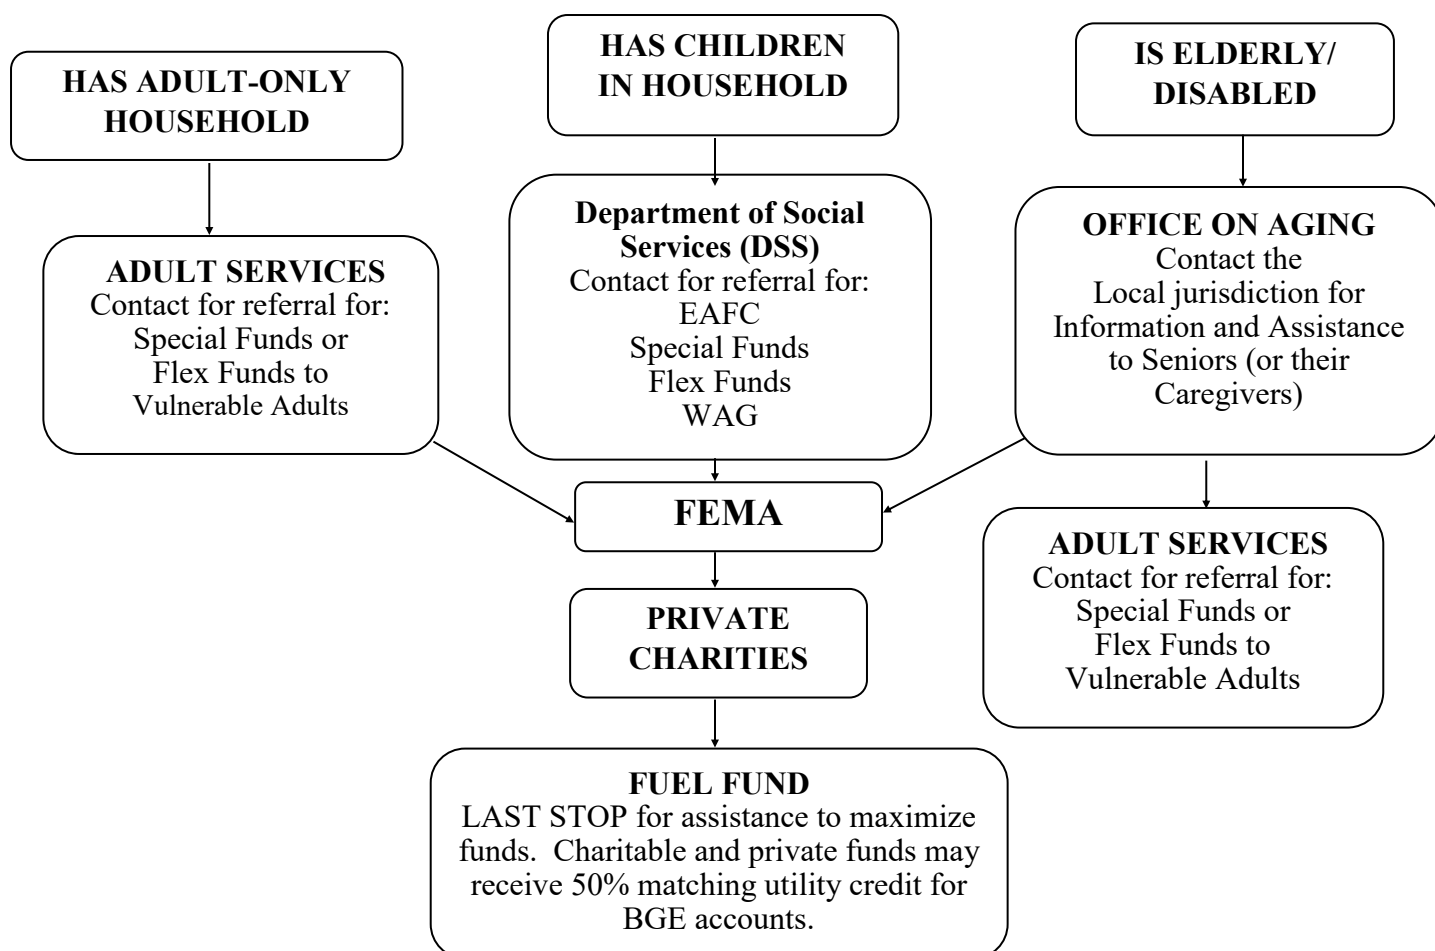 HAS ADULT-ONLY
HOUSEHOLD
HAS CHILDREN
IN HOUSEHOLD
IS ELDERLY/
DISABLED
ADULT SERVICES
Contact for referral for:
Special Funds or
Flex Funds to
Vulnerable Adults
Department of Social
Services (DSS)
Contact for referral for:
EAFC
Special Funds
Flex Funds
WAG
OFFICE ON AGING
Contact the
Local jurisdiction for
Information and Assistance
to Seniors (or their
Caregivers)
FEMA
ADULT SERVICES
Contact for referral for:
Special Funds or
Flex Funds to
Vulnerable Adults
PRIVATE
CHARITIES
FUEL FUND
LAST STOP for assistance to maximize
funds.  Charitable and private funds may
receive 50% matching utility credit for
BGE accounts.